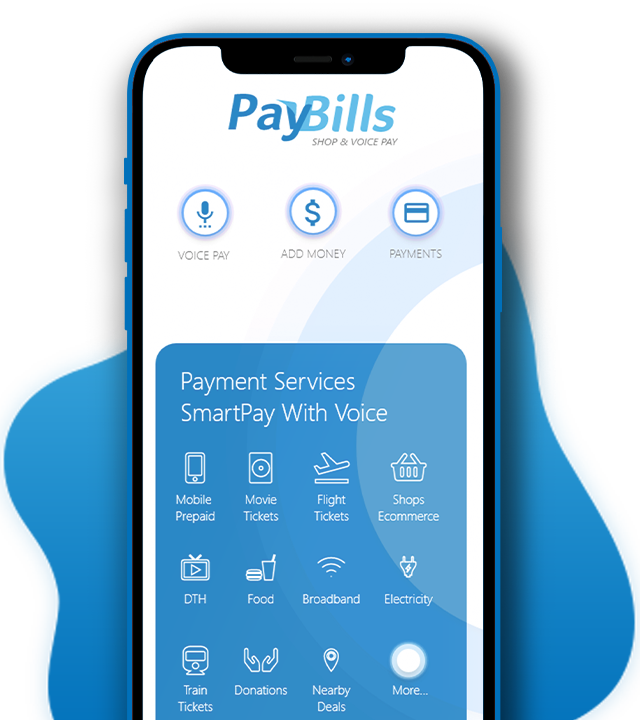 PayBills
SHOP & VOICE PAY
VOICE PAY
ADD MONEY
PAYMENTS
Payment Services
SmartPay With Voice
Mobile
Prepaid
Movie
Tickets
Flight
Tickets
Shops
Ecommerce
DTH
Food
Broadband
Electricity
Train
Tickets
Donations
Nearby
Deals
More...